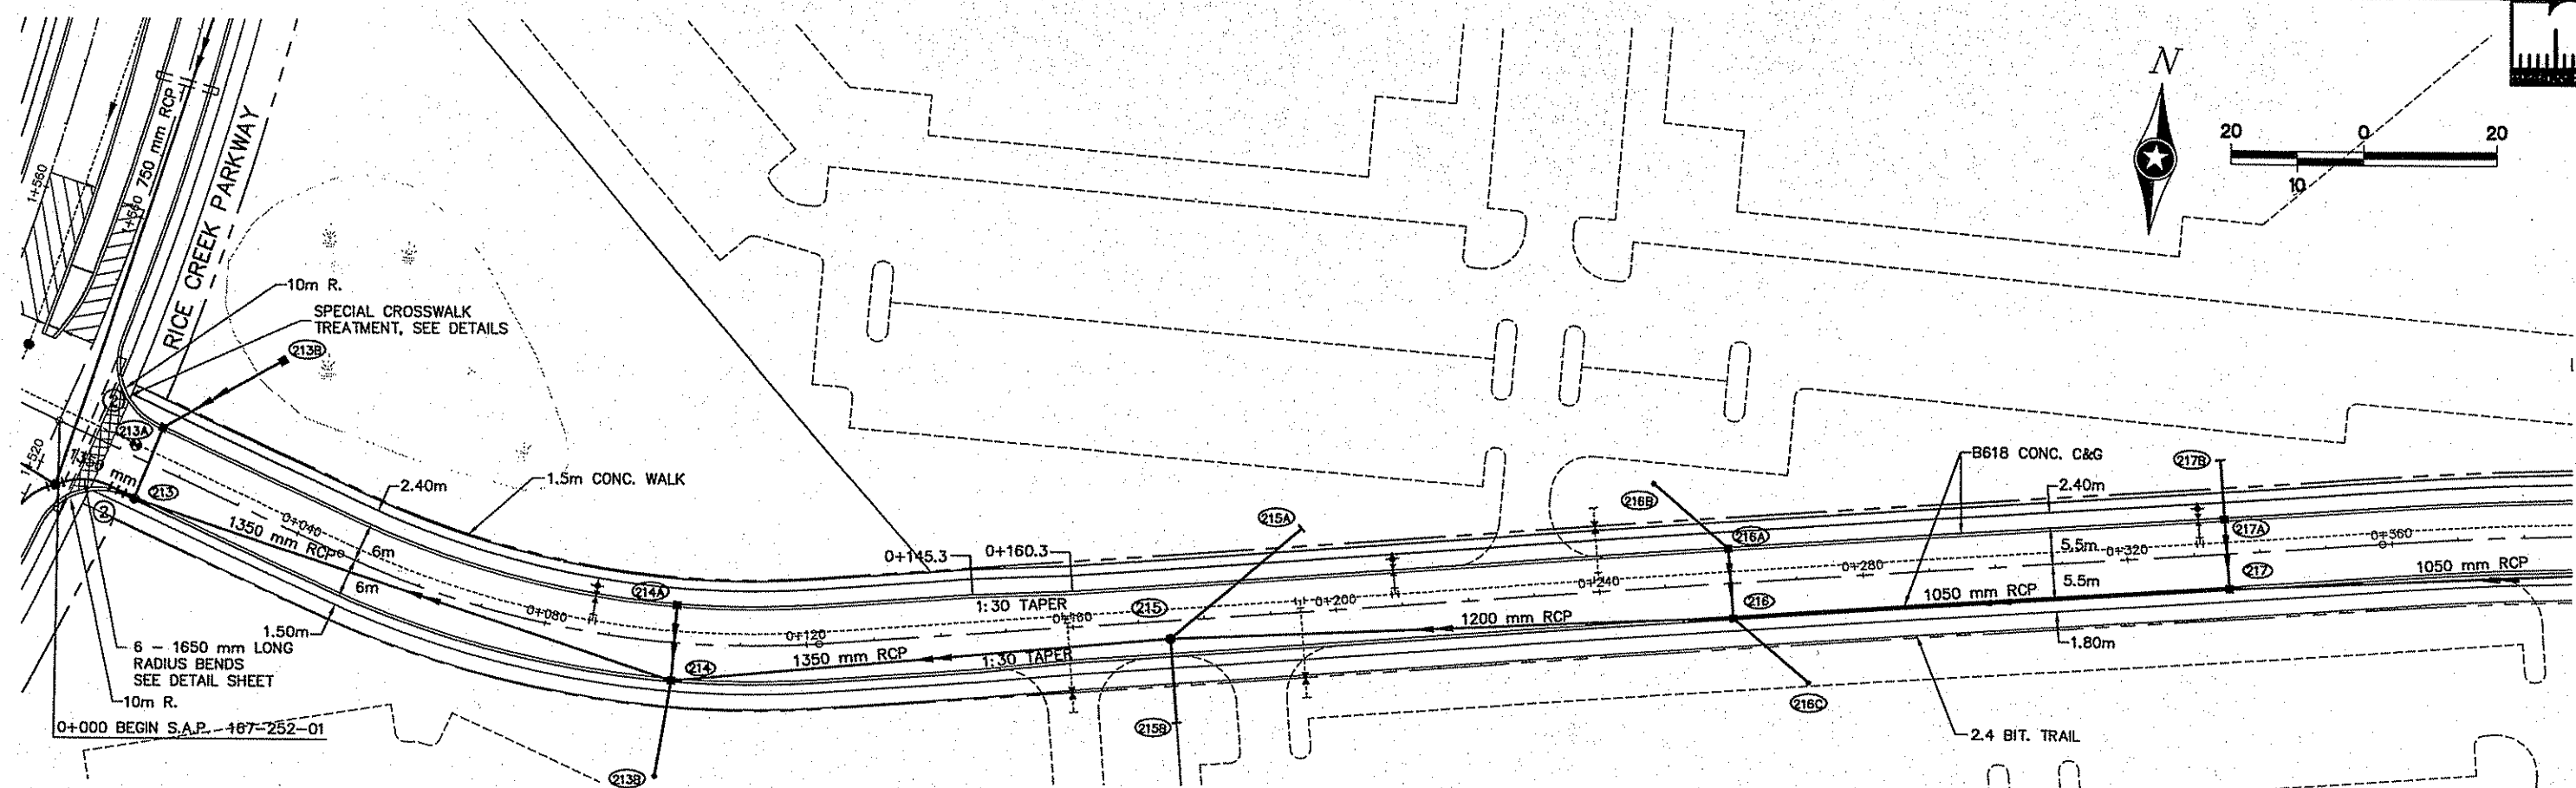 N
20 0 20
10
1+560
1+560
750 mm RCP
RICE CREEK PARKWAY
10m R.
SPECIAL CROSSWALK
TREATMENT, SEE DETAILS
213B
2
213A
1+520
1350 mm
213
2
2.40m
1.5m CONC. WALK
0+040
1350 mm RCP
6m
6m
1.50m
6 - 1650 mm LONG
RADIUS BENDS
SEE DETAIL SHEET
10m R.
0+000 BEGIN S.A.P. 167-252-01
0+080
214A
214
213B
0+120
1350 mm RCP
0+145.3
0+160.3
1:30 TAPER
1:30 TAPER
0+160
215A
215
215B
0+200
1200 mm RCP
0+240
216B
216A
216
216C
0+280
1050 mm RCP
B618 CONC. C&G
2.40m
5.5m
5.5m
0+320
1.80m
2.4 BIT. TRAIL
217B
217A
217
0+360
1050 mm RCP